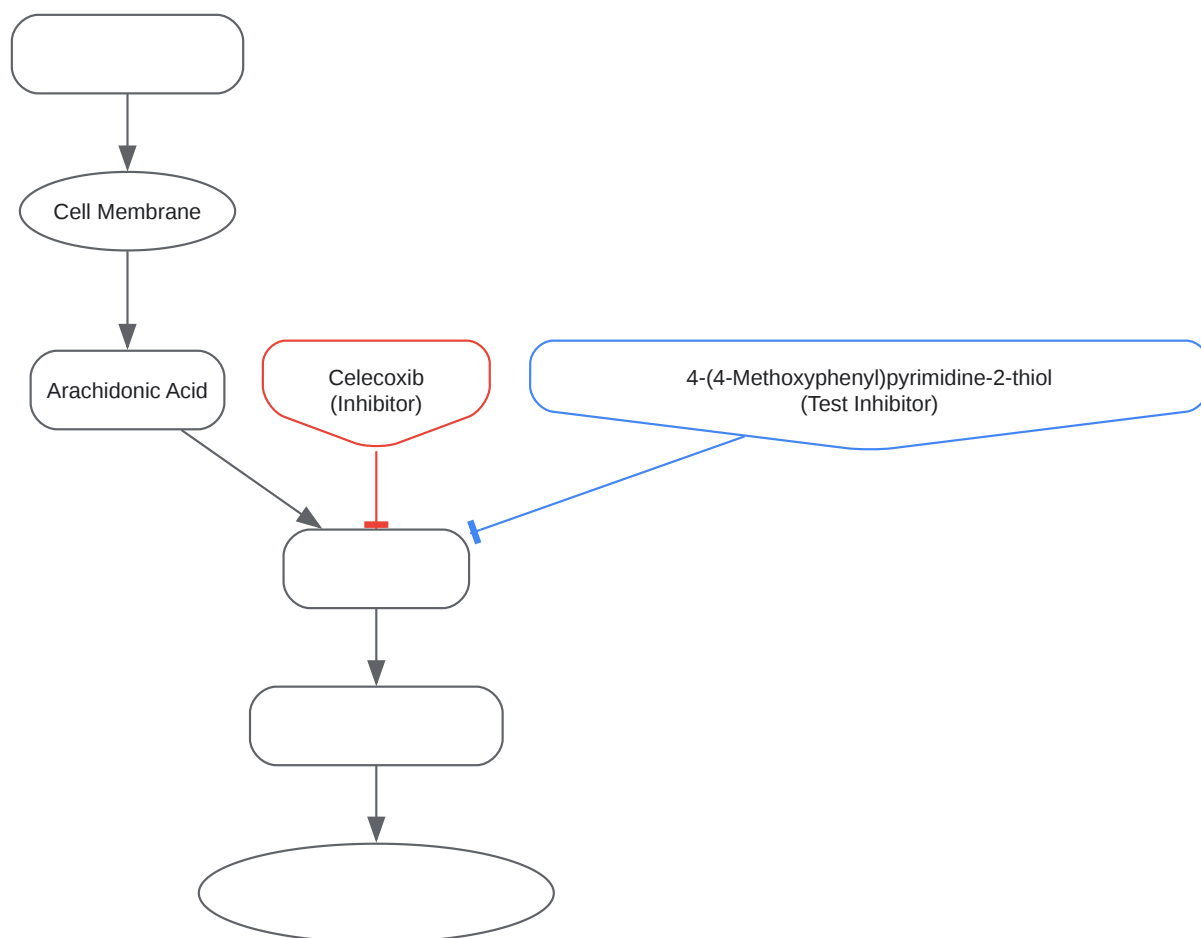 Cell Membrane
Arachidonic Acid
Celecoxib
(Inhibitor)
4-(4-Methoxyphenyl)pyrimidine-2-thiol
(Test Inhibitor)